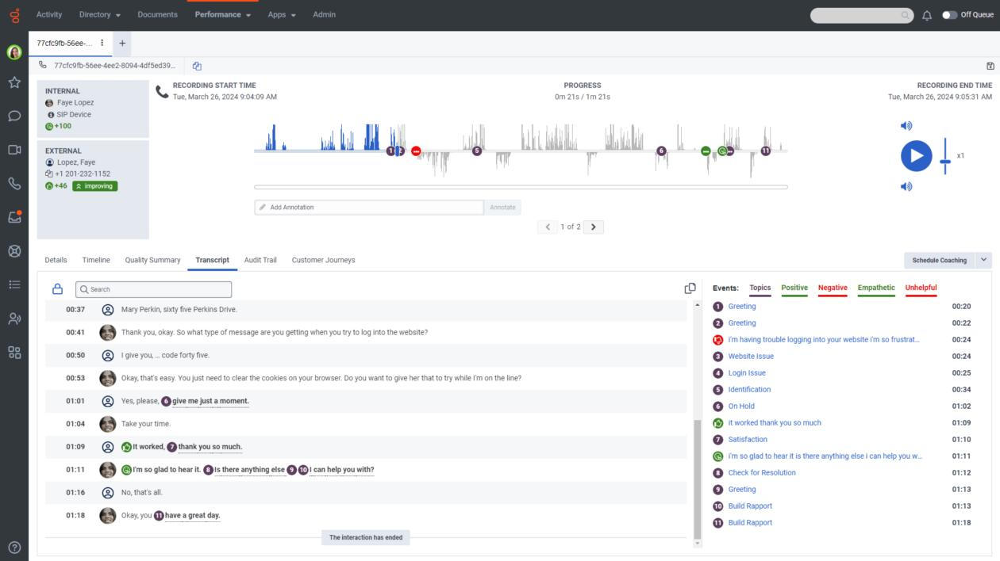 Activity Directory Documents Performance Apps Admin Off Queue
77cfc9fb-56ee-...
77cfc9fb-56ee-4ee2-8094-4df5ed39...
INTERNAL
Faye Lopez
SIP Device
+100
EXTERNAL
Lopez, Faye
+1 201-232-1152
+46 improving
RECORDING START TIME
Tue, March 26, 2024 9:04:09 AM
PROGRESS
0m 21s / 1m 21s
RECORDING END TIME
Tue, March 26, 2024 9:05:31 AM
1 2 5 6 11
x1
Add Annotation Annotate
1 of 2
Details Timeline Quality Summary Transcript Audit Trail Customer Journeys Schedule Coaching
Search
00:37 Mary Perkin, sixty five Perkins Drive.
00:41 Thank you, okay. So what type of message are you getting when you try to log into the website?
00:50 I give you, ... code forty five.
00:53 Okay, that's easy. You just need to clear the cookies on your browser. Do you want to give her that to try while I'm on the line?
01:01 Yes, please, 6 give me just a moment.
01:04 Take your time.
01:09 It worked, 7 thank you so much.
01:11 I'm so glad to hear it. 8 Is there anything else 9 10 I can help you with?
01:16 No, that's all.
01:18 Okay, you 11 have a great day.
The interaction has ended
Events: Topics Positive Negative Empathetic Unhelpful
1 Greeting 00:20
2 Greeting 00:22
i'm having trouble logging into your website i'm so frustrat... 00:24
3 Website Issue 00:24
4 Login Issue 00:25
5 Identification 00:34
6 On Hold 01:02
it worked thank you so much 01:09
7 Satisfaction 01:10
i'm so glad to hear it is there anything else i can help you w... 01:11
8 Check for Resolution 01:12
9 Greeting 01:13
10 Build Rapport 01:13
11 Build Rapport 01:18